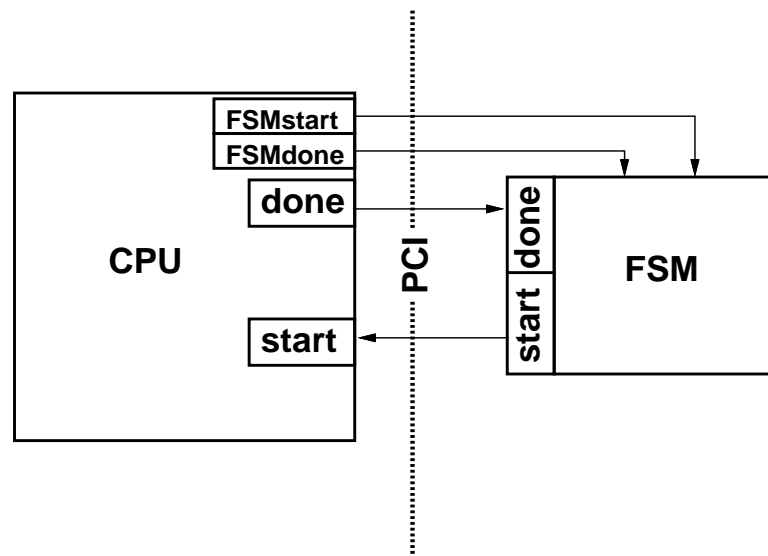 FSMstart
FSMdone
done
CPU
start
PCI
done
start
FSM